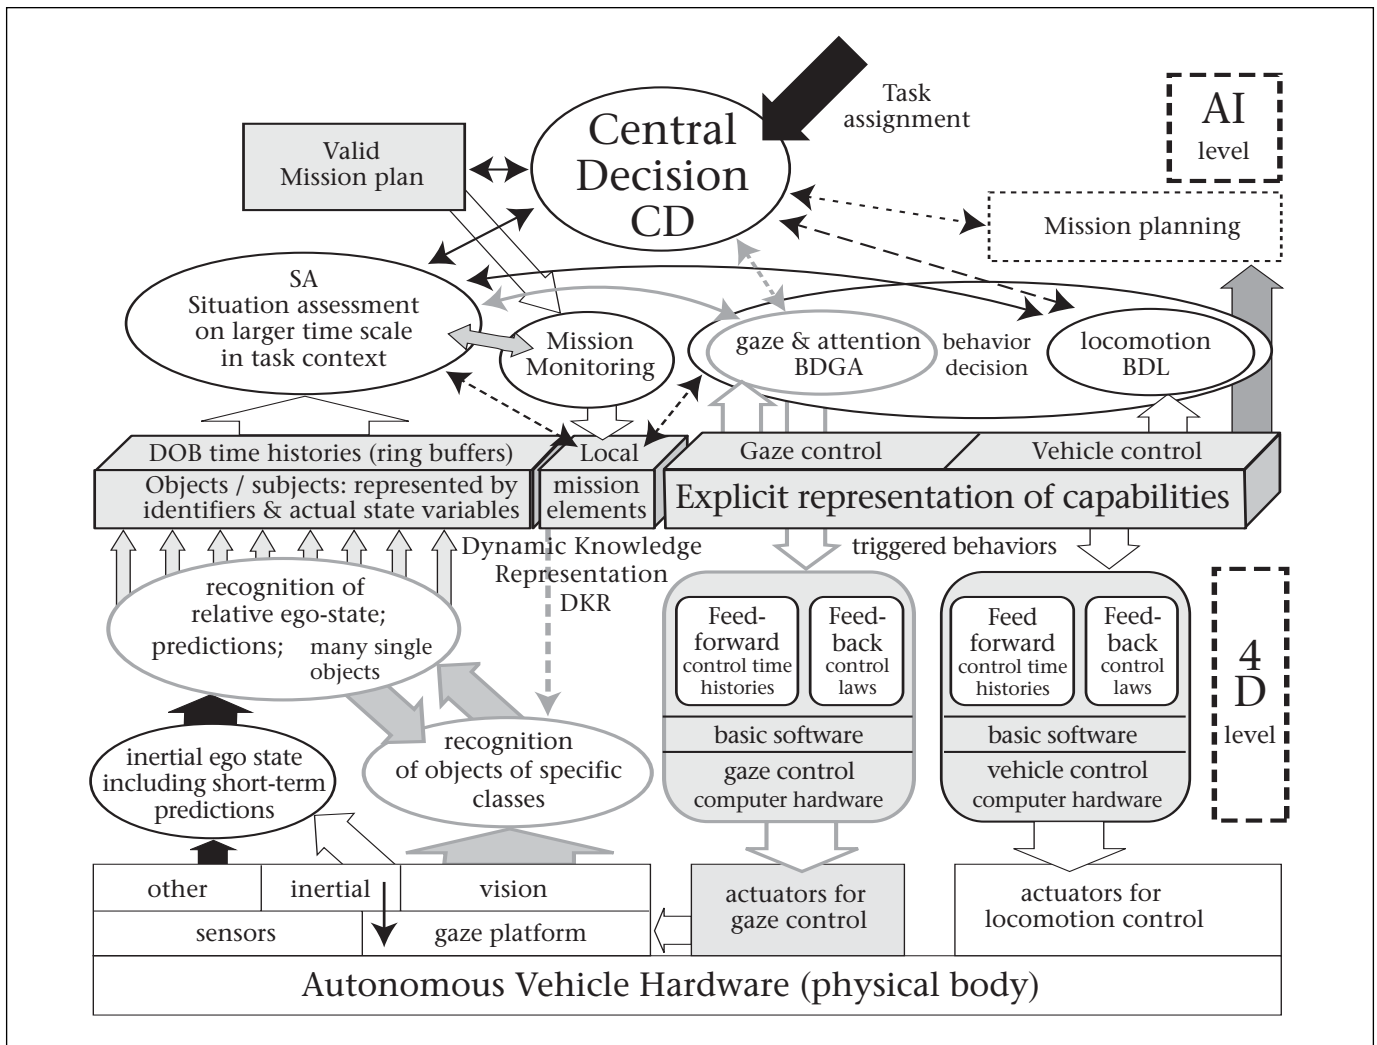 Task
assignment
AI
level
Central
Decision
CD
Valid
Mission plan
Mission planning
SA
Situation assessment
on larger time scale
in task context
Mission
Monitoring
gaze & attention
BDGA
behavior
decision
locomotion
BDL
DOB time histories (ring buffers)
Local
Gaze control
Vehicle control
Objects / subjects: represented by
identifiers & actual state variables
mission
elements
Explicit representation of capabilities
Dynamic Knowledge
Representation
DKR
triggered behaviors
recognition of
relative ego-state;
predictions;
many single
objects
Feed-
forward
control time
histories
Feed-
back
control
laws
basic software
gaze control
computer hardware
Feed
forward
control time
histories
Feed-
back
control
laws
basic software
vehicle control
computer hardware
4
D
level
inertial ego state
including short-term
predictions
recognition
of objects of specific
classes
other
inertial
vision
sensors
gaze platform
actuators for
gaze control
actuators for
locomotion control
Autonomous Vehicle Hardware (physical body)